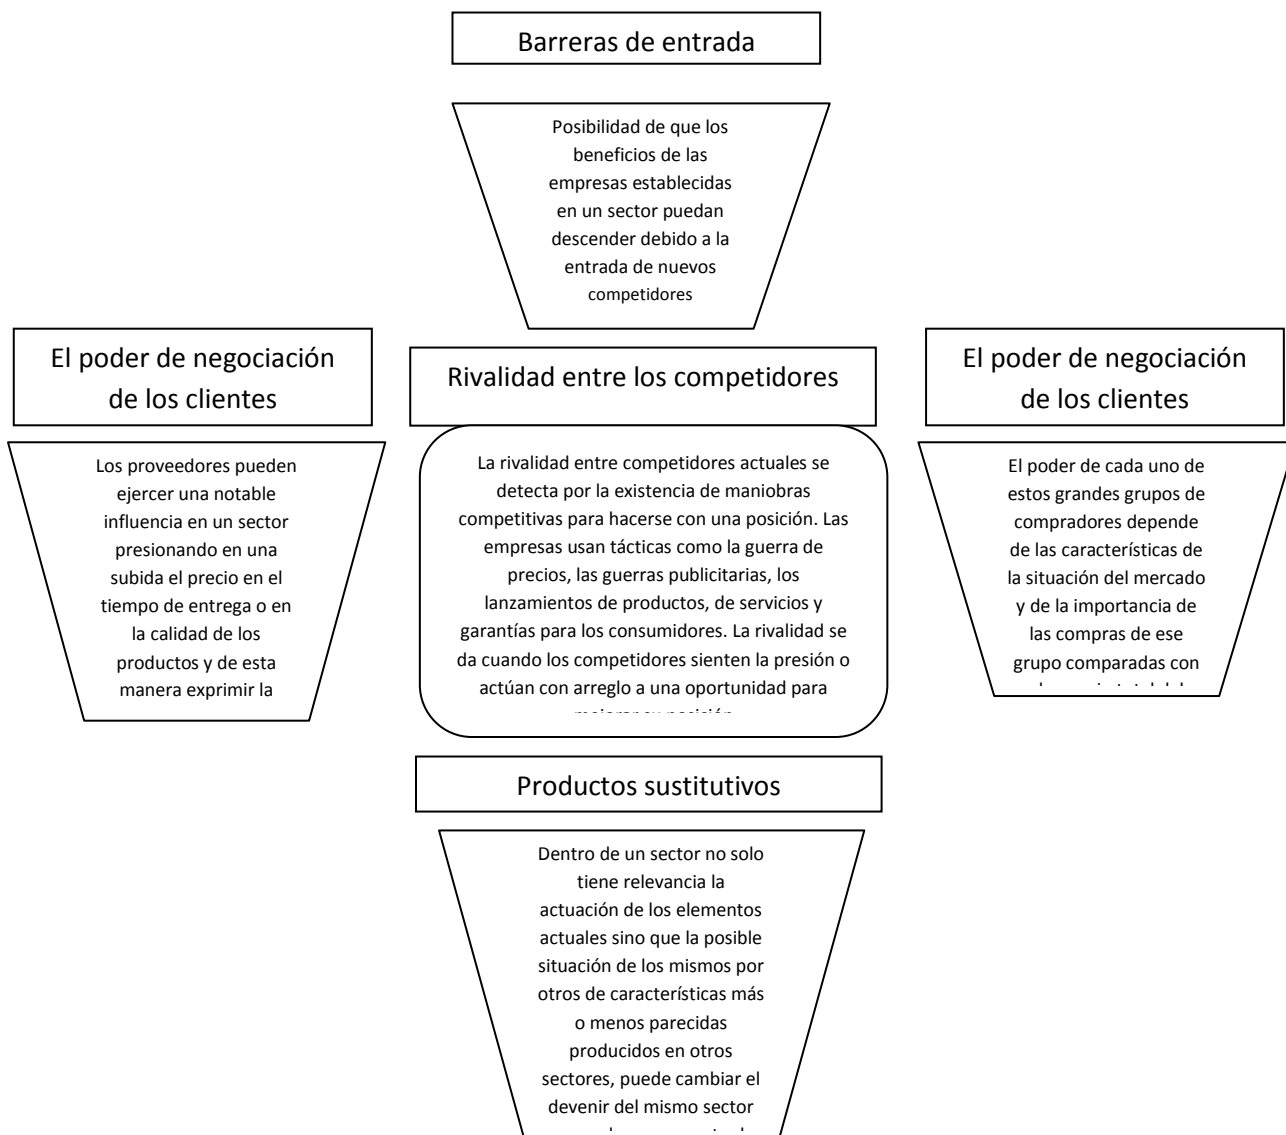 Barreras de entrada
Posibilidad de que los
beneficios de las
empresas establecidas
en un sector puedan
descender debido a la
entrada de nuevos
competidores
El poder de negociación
de los clientes
Los proveedores pueden
ejercer una notable
influencia en un sector
presionando en una
subida el precio en el
tiempo de entrega o en
la calidad de los
productos y de esta
manera exprimir la
Rivalidad entre los competidores
La rivalidad entre competidores actuales se
detecta por la existencia de maniobras
competitivas para hacerse con una posición. Las
empresas usan tácticas como la guerra de
precios, las guerras publicitarias, los
lanzamientos de productos, de servicios y
garantías para los consumidores. La rivalidad se
da cuando los competidores sienten la presión o
actúan con arreglo a una oportunidad para
mejorar su posición
El poder de negociación
de los clientes
El poder de cada uno de
estos grandes grupos de
compradores depende
de las características de
la situación del mercado
y de la importancia de
las compras de ese
grupo comparadas con
Productos sustitutivos
Dentro de un sector no solo
tiene relevancia la
actuación de los elementos
actuales sino que la posible
situación de los mismos por
otros de características más
o menos parecidas
producidos en otros
sectores, puede cambiar el
devenir del mismo sector